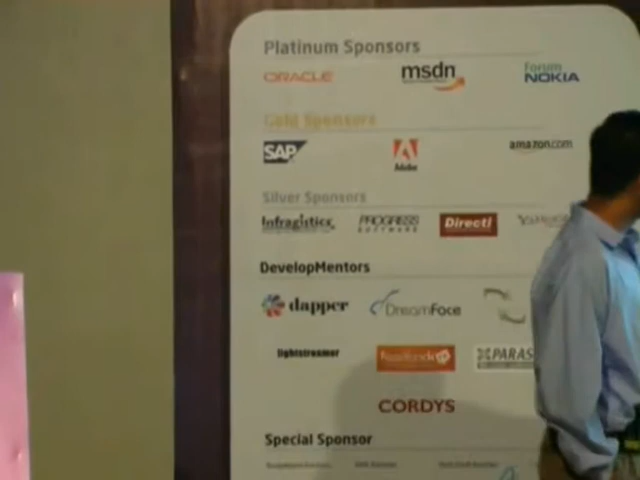 Platinum Sponsors
ORACLE msdn forum NOKIA
Gold Sponsors
SAP Adobe amazon.com
Silver Sponsors
Infragistics PROGRESS SOFTWARE Directi
DevelopMentors
dapper DreamFace
lightstreamer PARAS
CORDYS
Special Sponsor